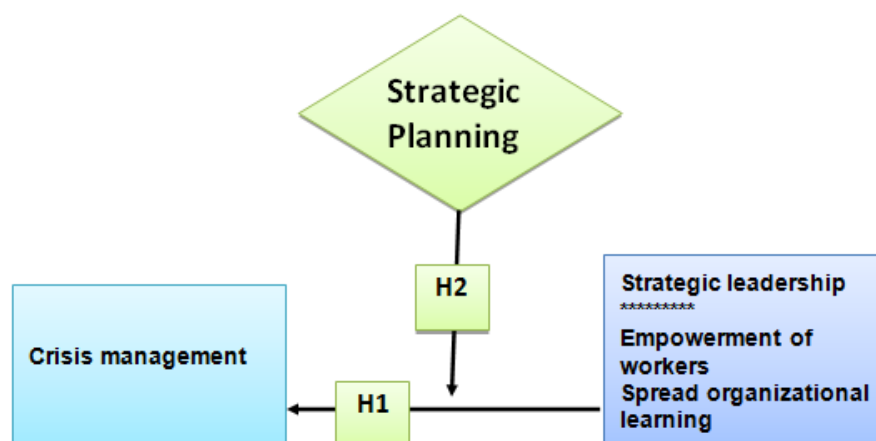 Strategic
Planning
H2
Strategic leadership
*********
Empowerment of
workers
Spread organizational
learning
Crisis management
H1